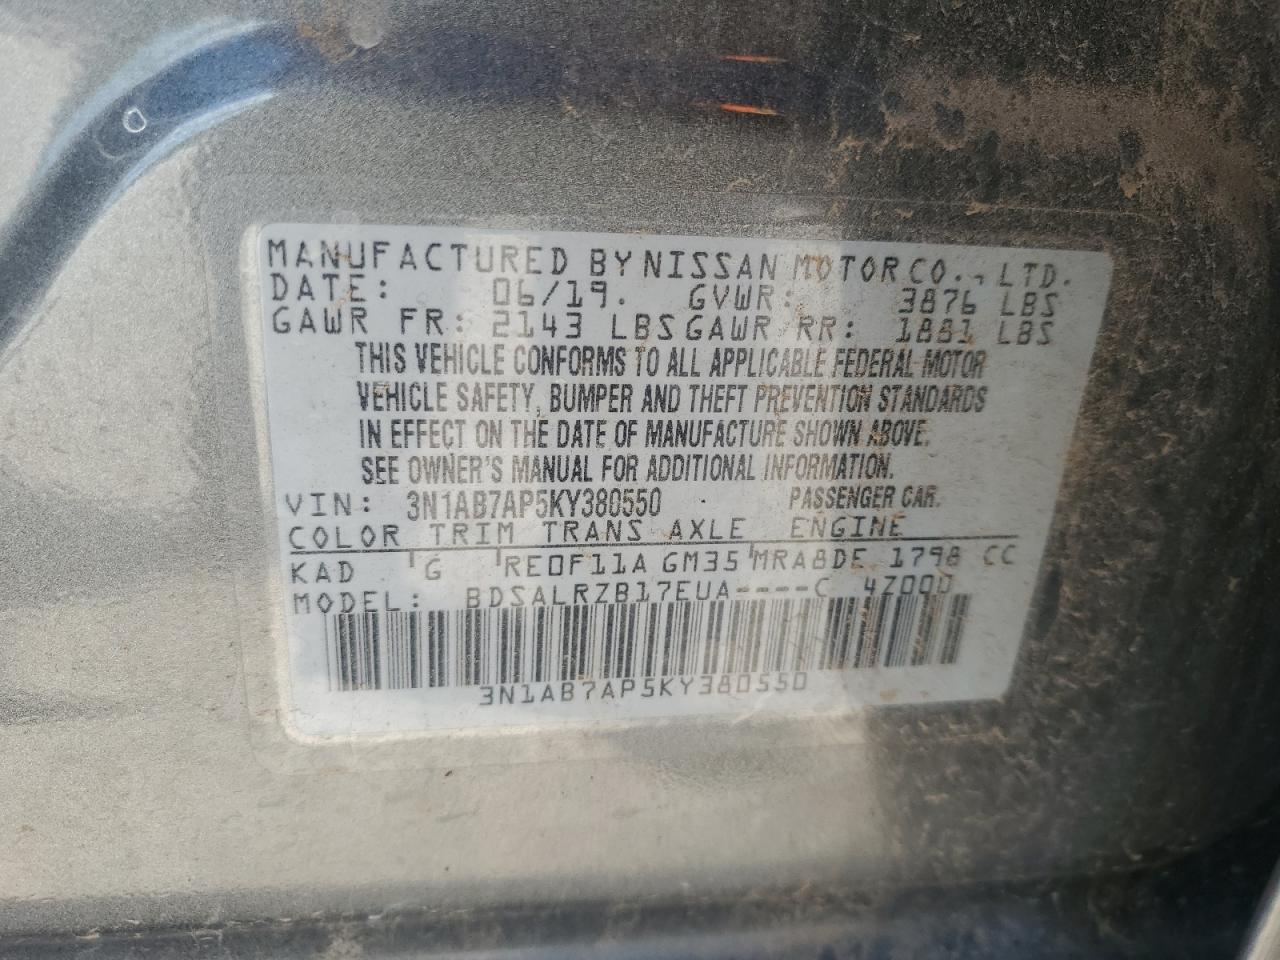 MANUFACTURED BY NISSAN MOTOR CO., LTD.
DATE: 06/19. GVWR: 3876 LBS
GAWR FR: 2143 LBS GAWR RR: 1881 LBS
THIS VEHICLE CONFORMS TO ALL APPLICABLE FEDERAL MOTOR
VEHICLE SAFETY, BUMPER AND THEFT PREVENTION STANDARDS
IN EFFECT ON THE DATE OF MANUFACTURE SHOWN ABOVE.
SEE OWNER'S MANUAL FOR ADDITIONAL INFORMATION.
VIN: 3N1AB7AP5KY380550 PASSENGER CAR.
COLOR TRIM TRANS AXLE ENGINE
KAD G RE0F11A GM35 MRA8DE 1798 CC
MODEL: BDSALRZB17EUA----C 4Z000
3N1AB7AP5KY380550